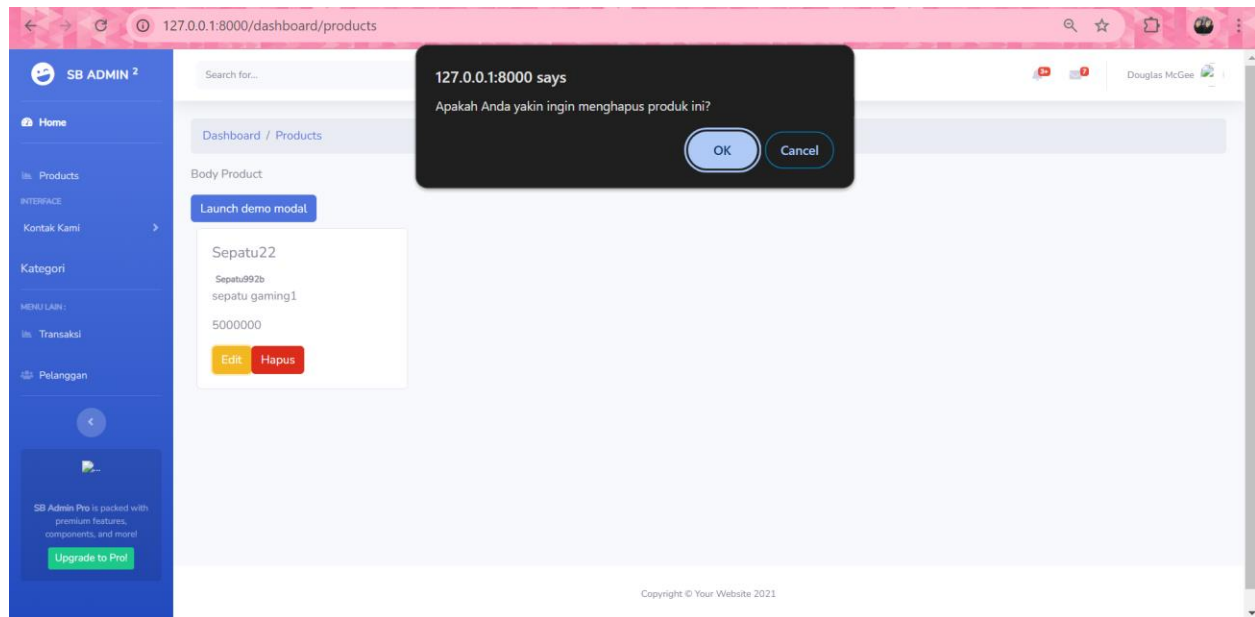 127.0.0.1:8000/dashboard/products
127.0.0.1:8000 says
Apakah Anda yakin ingin menghapus produk ini?
OK
Cancel
SB ADMIN 2
Search for...
3+
7
Douglas McGee
Home
Dashboard / Products
Products
INTERFACE
Kontak Kami
Kategori
MENU LAIN :
Transaksi
Pelanggan
Body Product
Launch demo modal
Sepatu22
Sepatu992b
sepatu gaming1
5000000
Edit
Hapus
...
SB Admin Pro is packed with
premium features,
components, and more!
Upgrade to Pro!
Copyright © Your Website 2021